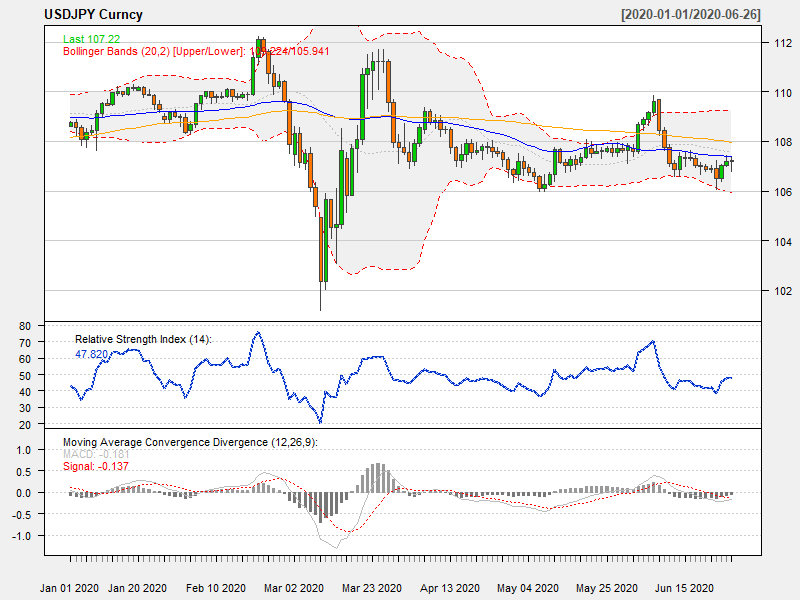 USDJPY Curncy
[2020-01-01/2020-06-26]
Last 107.22
Bollinger Bands (20,2) [Upper/Lower]: /105.941
112
110
108
106
104
102
Relative Strength Index (14):
47.820
80
70
60
50
40
30
20
Moving Average Convergence Divergence (12,26,9):
MACD: -0.181
Signal: -0.137
1.0
0.5
0.0
-0.5
-1.0
Jan 01 2020
Jan 20 2020
Feb 10 2020
Mar 02 2020
Mar 23 2020
Apr 13 2020
May 04 2020
May 25 2020
Jun 15 2020